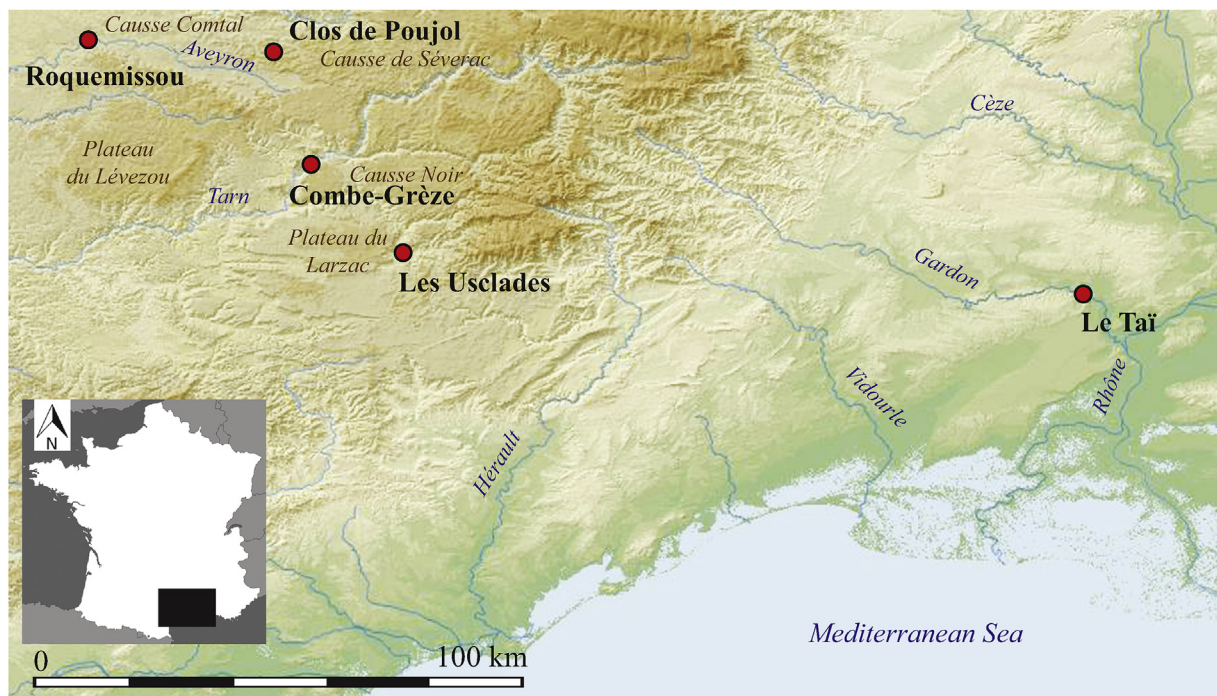 Causse Comtal
Clos de Poujol
Aveyron
Causse de Séverac
Roquemissou
Cèze
Plateau
du Lévezou
Causse Noir
Tarn
Combe-Grèze
Plateau du
Larzac
Gardon
Les Usclades
Le Taï
Rhône
Vidourle
Hérault
N
Mediterranean Sea
0
100 km